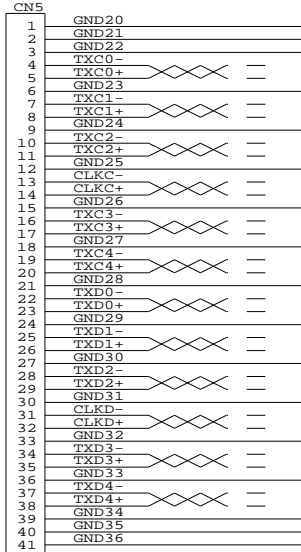 CN5
1 GND20
2 GND21
3 GND22
4 TXC0-
5 TXC0+
6 GND23
7 TXC1-
8 TXC1+
9 GND24
10 TXC2-
11 TXC2+
12 GND25
13 CLKC-
14 CLKC+
15 GND26
16 TXC3-
17 TXC3+
18 GND27
19 TXC4-
20 TXC4+
21 GND28
22 TXD0-
23 TXD0+
24 GND29
25 TXD1-
26 TXD1+
27 GND30
28 TXD2-
29 TXD2+
30 GND31
31 CLKD-
32 CLKD+
33 GND32
34 TXD3-
35 TXD3+
36 GND33
37 TXD4-
38 TXD4+
39 GND34
40 GND35
41 GND36